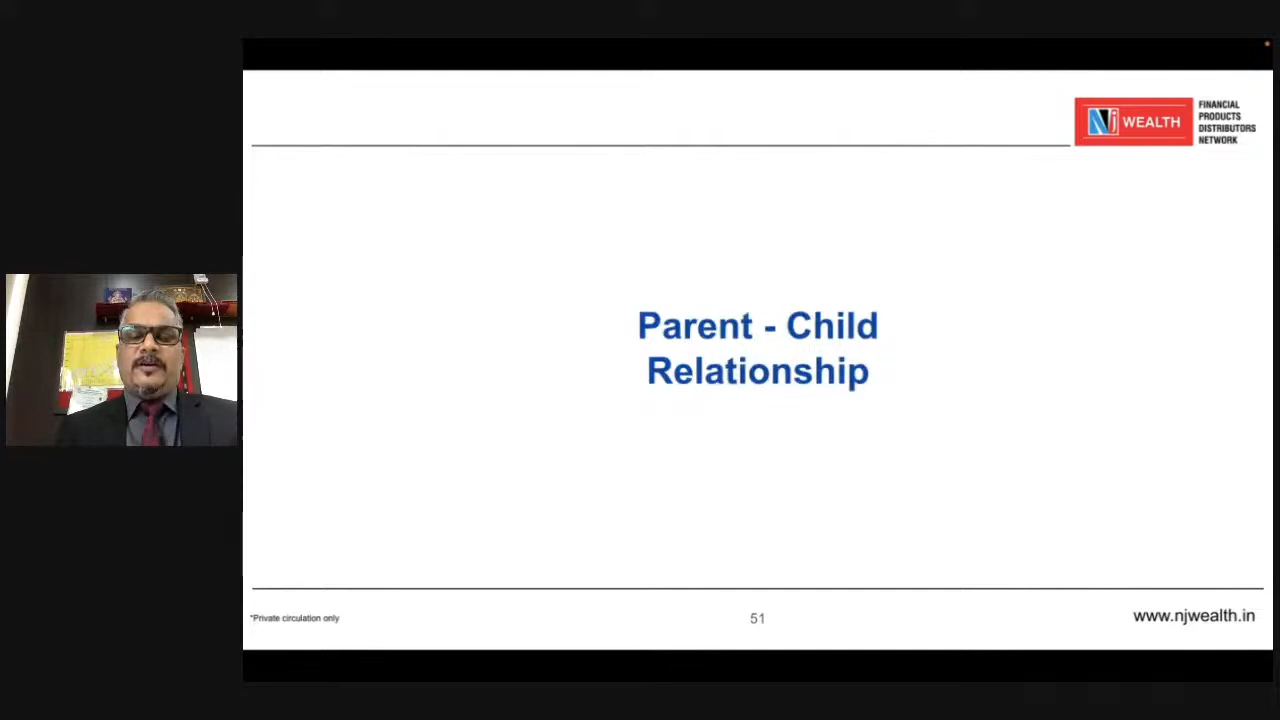 Nj WEALTH
FINANCIAL
PRODUCTS
DISTRIBUTORS
NETWORK
Parent - Child
Relationship
*Private circulation only
51
www.njwealth.in